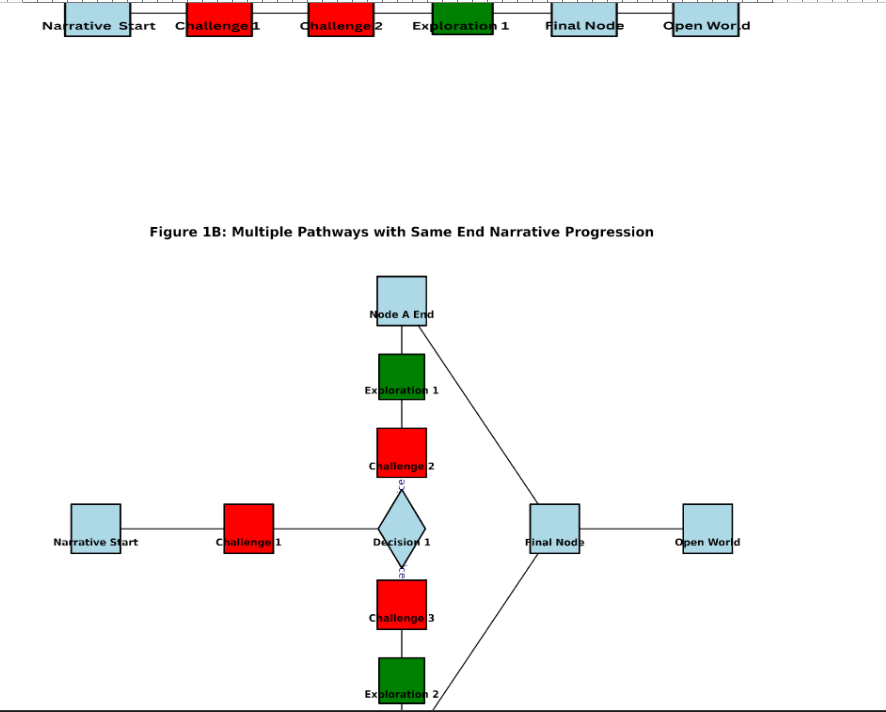 Narrative Start Challenge 1 Challenge 2 Exploration 1 Final Node Open World
Figure 1B: Multiple Pathways with Same End Narrative Progression
Node A End
Exploration 1
Challenge 2
Narrative Start Challenge 1 Decision 1 Final Node Open World
Challenge 3
Exploration 2